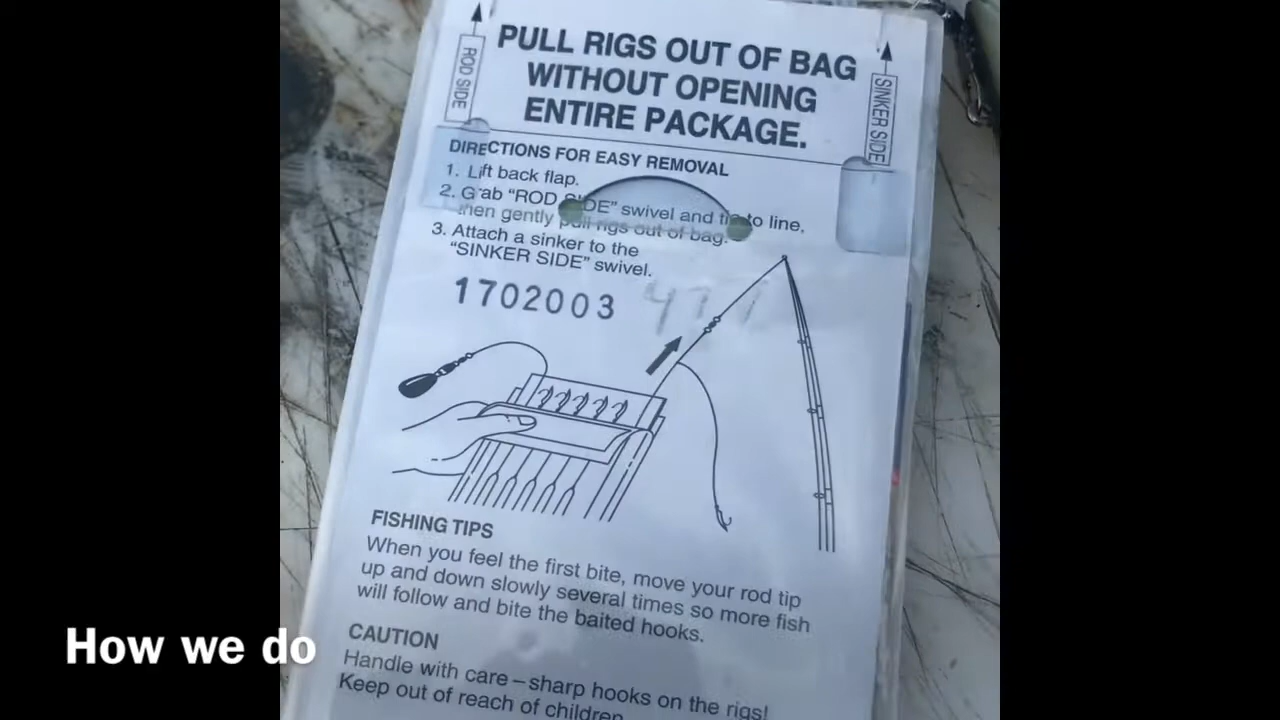 ROD SIDE
SINKER SIDE
PULL RIGS OUT OF BAG
WITHOUT OPENING
ENTIRE PACKAGE.
DIRECTIONS FOR EASY REMOVAL
1. Lift back flap.
2. Grab “ROD SIDE” swivel and tie to line,
then gently pull rigs out of bag.
3. Attach a sinker to the
“SINKER SIDE” swivel.
1702003
FISHING TIPS
When you feel the first bite, move your rod tip
up and down slowly several times so more fish
will follow and bite the baited hooks.
CAUTION
Handle with care – sharp hooks on the rigs!
Keep out of reach of children
How we do